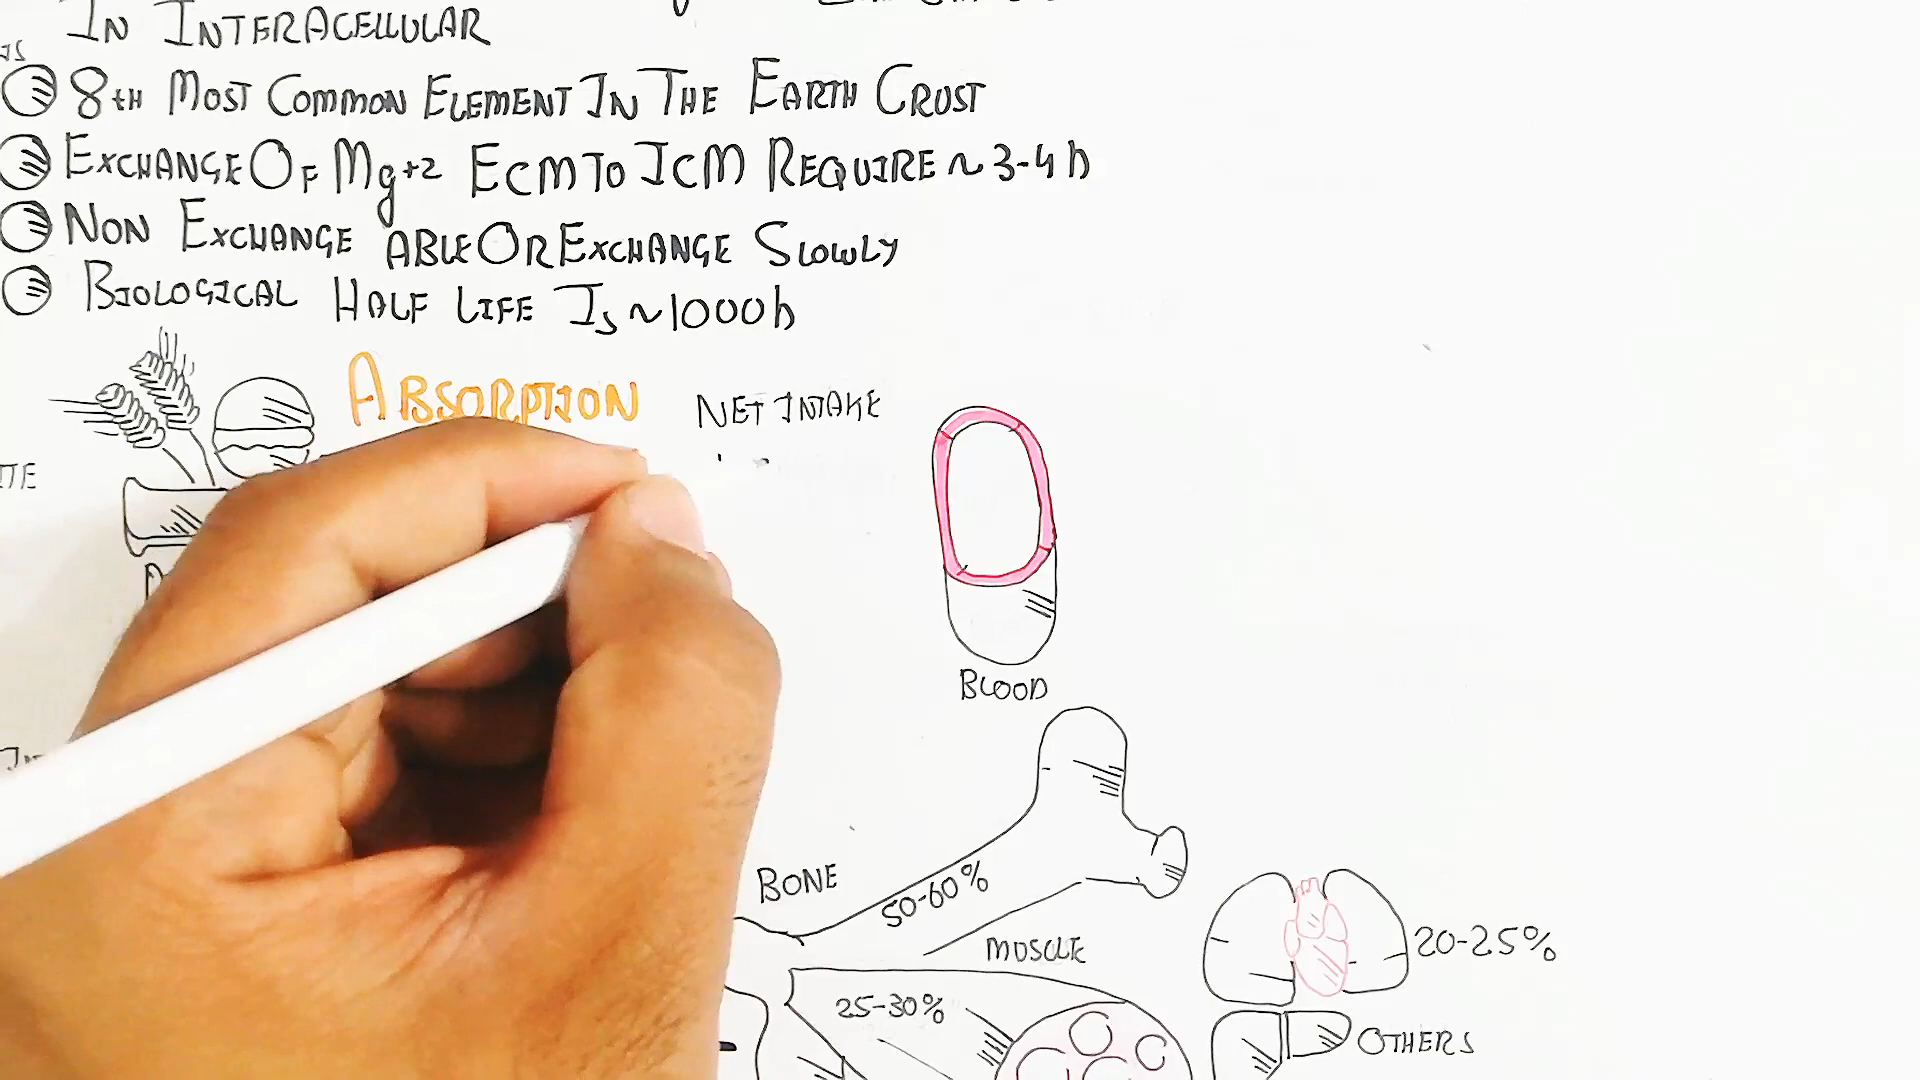 IN INTERACELLULAR
8th MOST COMMON ELEMENT IN THE EARTH CRUST
EXCHANGE OF Mg+2 ECM TO ICM REQUIRE ~ 3-4 h
NON EXCHANGE ABLE OR EXCHANGE SLOWLY
BIOLOGICAL HALF LIFE IS ~1000h
ABSORPTION
NET INTAKE
BLOOD
BONE
50-60%
MUSCLE
25-30%
20-25%
OTHERS